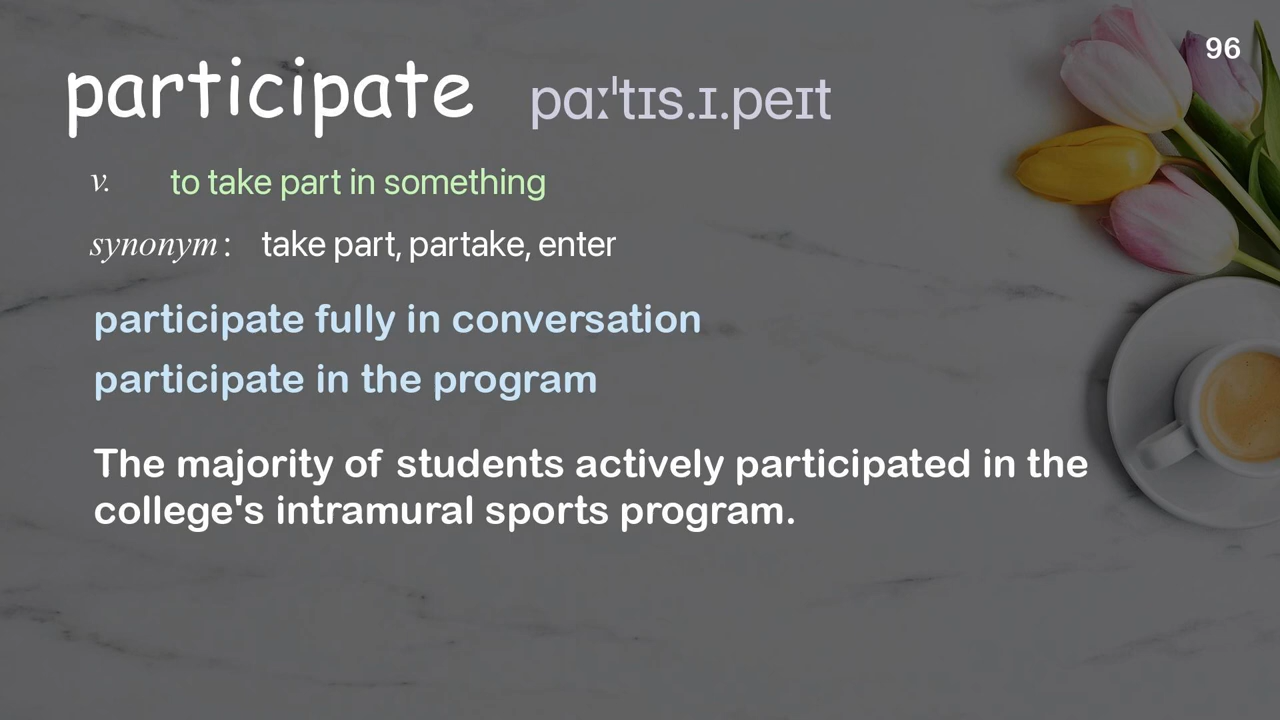 96
participate pɑːˈtɪs.ɪ.peɪt
v. to take part in something
synonym: take part, partake, enter
participate fully in conversation
participate in the program
The majority of students actively participated in the
college's intramural sports program.